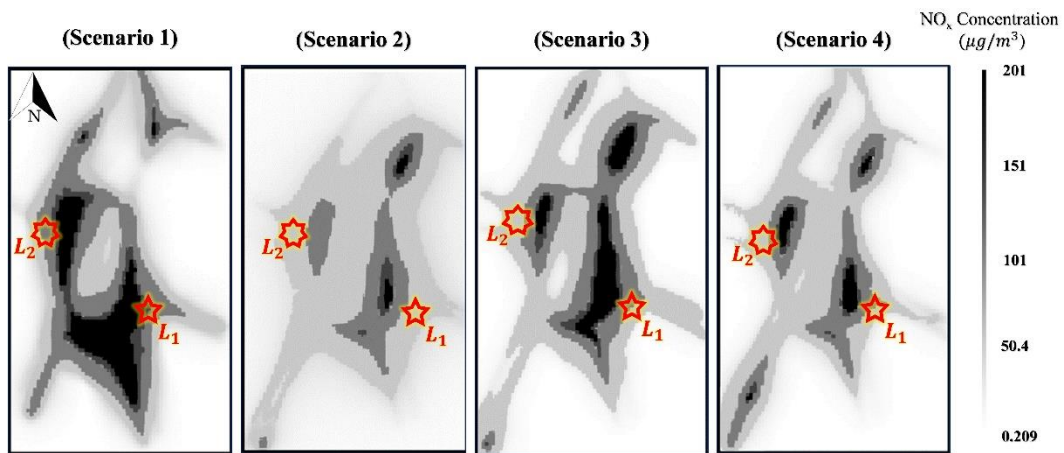 (Scenario 1)
(Scenario 2)
(Scenario 3)
(Scenario 4)
NOₓ Concentration
(μg/m³)
N
L₂
L₁
L₂
L₁
L₂
L₁
L₂
L₁
201
151
101
50.4
0.209